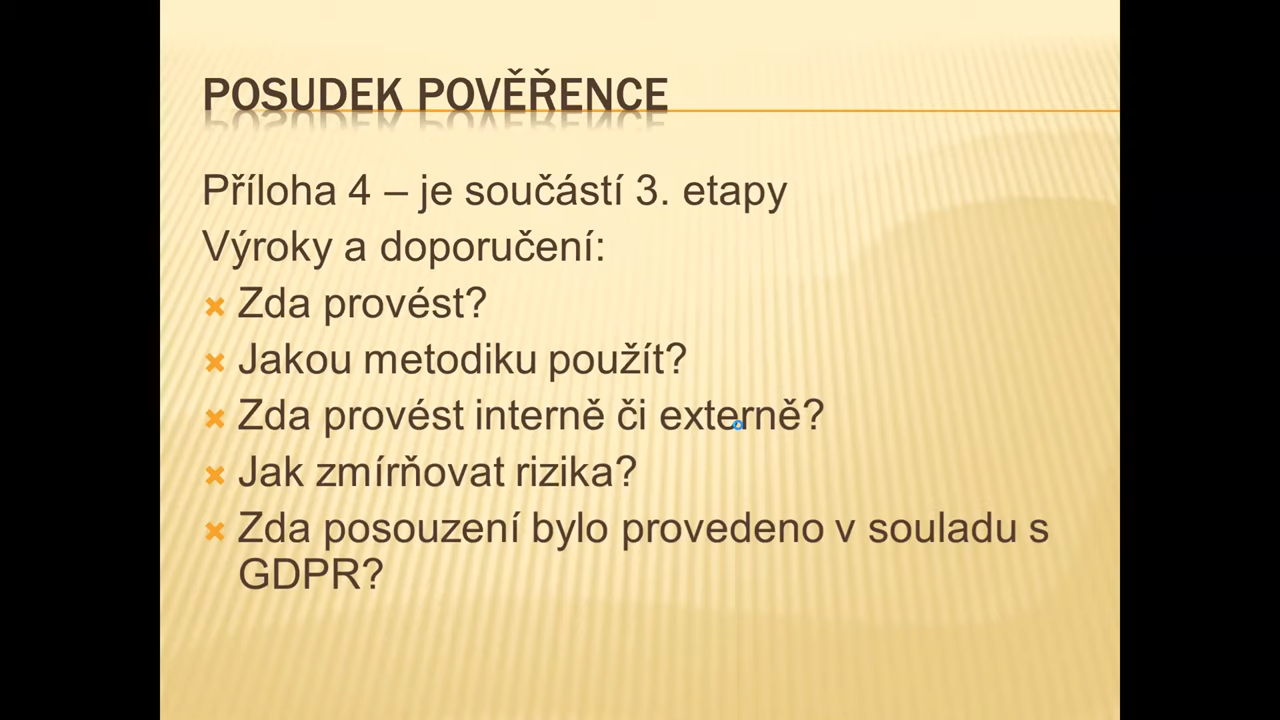 POSUDEK POVĚŘENCE
Příloha 4 – je součástí 3. etapy
Výroky a doporučení:
Zda provést?
Jakou metodiku použít?
Zda provést interně či externě?
Jak zmírňovat rizika?
Zda posouzení bylo provedeno v souladu s
GDPR?